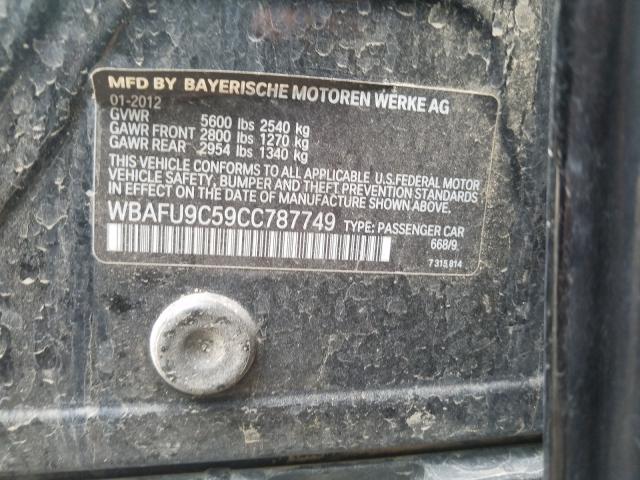 MFD BY BAYERISCHE MOTOREN WERKE AG
01-2012
GVWR 5600 lbs 2540 kg
GAWR FRONT 2800 lbs 1270 kg
GAWR REAR 2954 lbs 1340 kg
THIS VEHICLE CONFORMS TO ALL APPLICABLE U.S.FEDERAL MOTOR
VEHICLE SAFETY, BUMPER AND THEFT PREVENTION STANDARDS
IN EFFECT ON THE DATE OF MANUFACTURE SHOWN ABOVE.
WBAFU9C59CC787749 TYPE: PASSENGER CAR
668/9
7 315 814